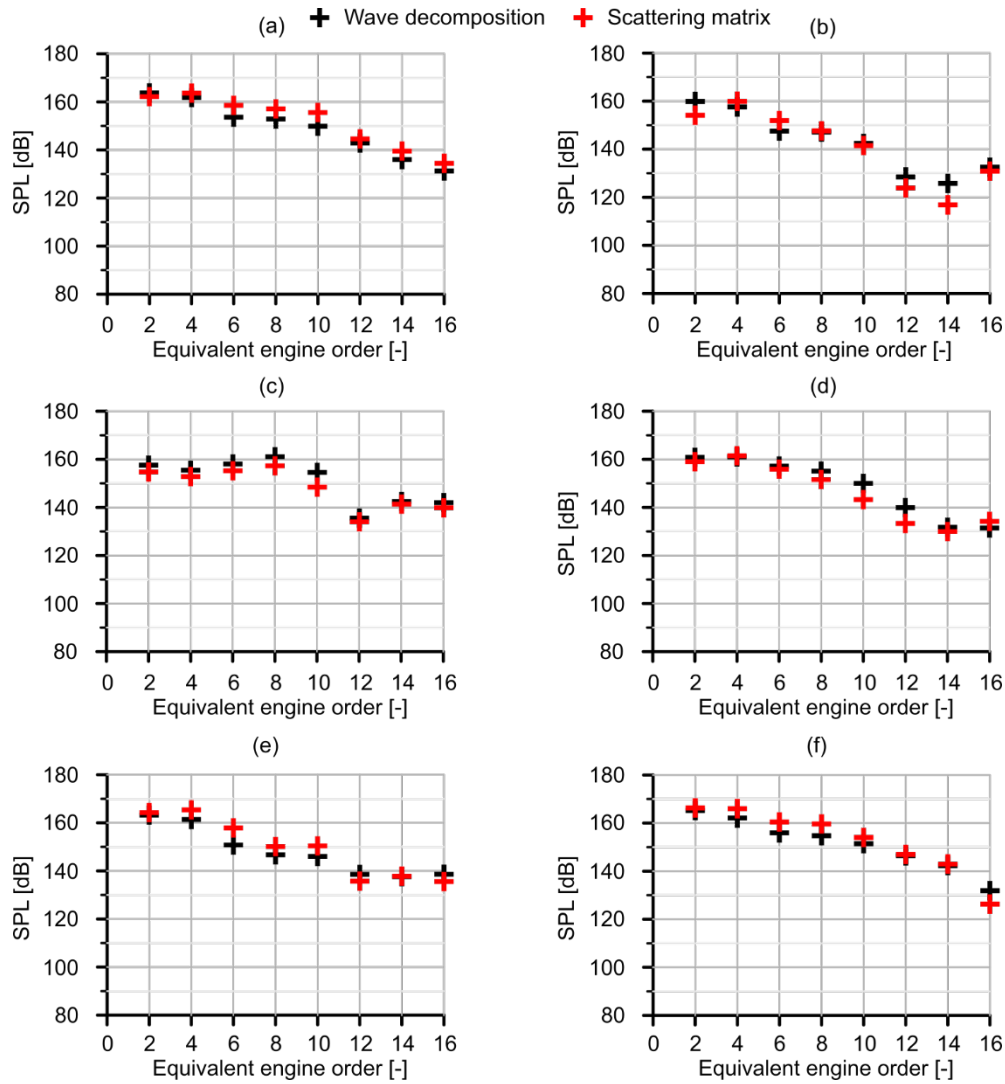 Wave decomposition Scattering matrix
(a) (b)
180 180
160 160
140 140
120 120
100 100
80 80
SPL [dB] SPL [dB]
0 2 4 6 8 10 12 14 16 0 2 4 6 8 10 12 14 16
Equivalent engine order [-] Equivalent engine order [-]
(c) (d)
180 180
160 160
140 140
120 120
100 100
80 80
SPL [dB] SPL [dB]
0 2 4 6 8 10 12 14 16 0 2 4 6 8 10 12 14 16
Equivalent engine order [-] Equivalent engine order [-]
(e) (f)
180 180
160 160
140 140
120 120
100 100
80 80
SPL [dB] SPL [dB]
0 2 4 6 8 10 12 14 16 0 2 4 6 8 10 12 14 16
Equivalent engine order [-] Equivalent engine order [-]